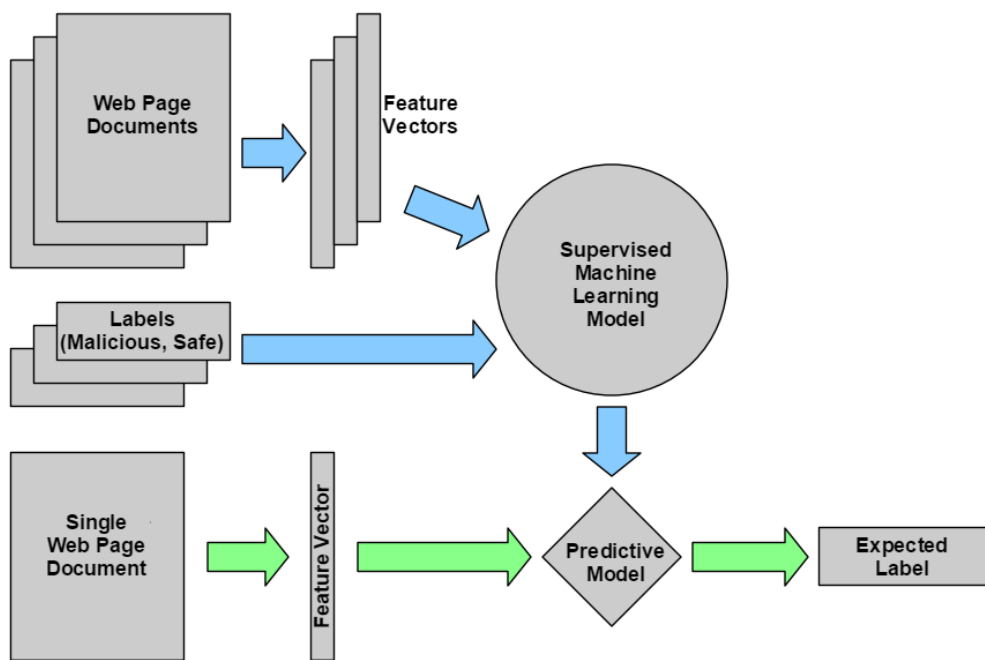 Web Page
Documents
Feature
Vectors
Supervised
Machine
Learning
Model
Labels
(Malicious, Safe)
Single
Web Page
Document
Feature Vector
Predictive
Model
Expected
Label